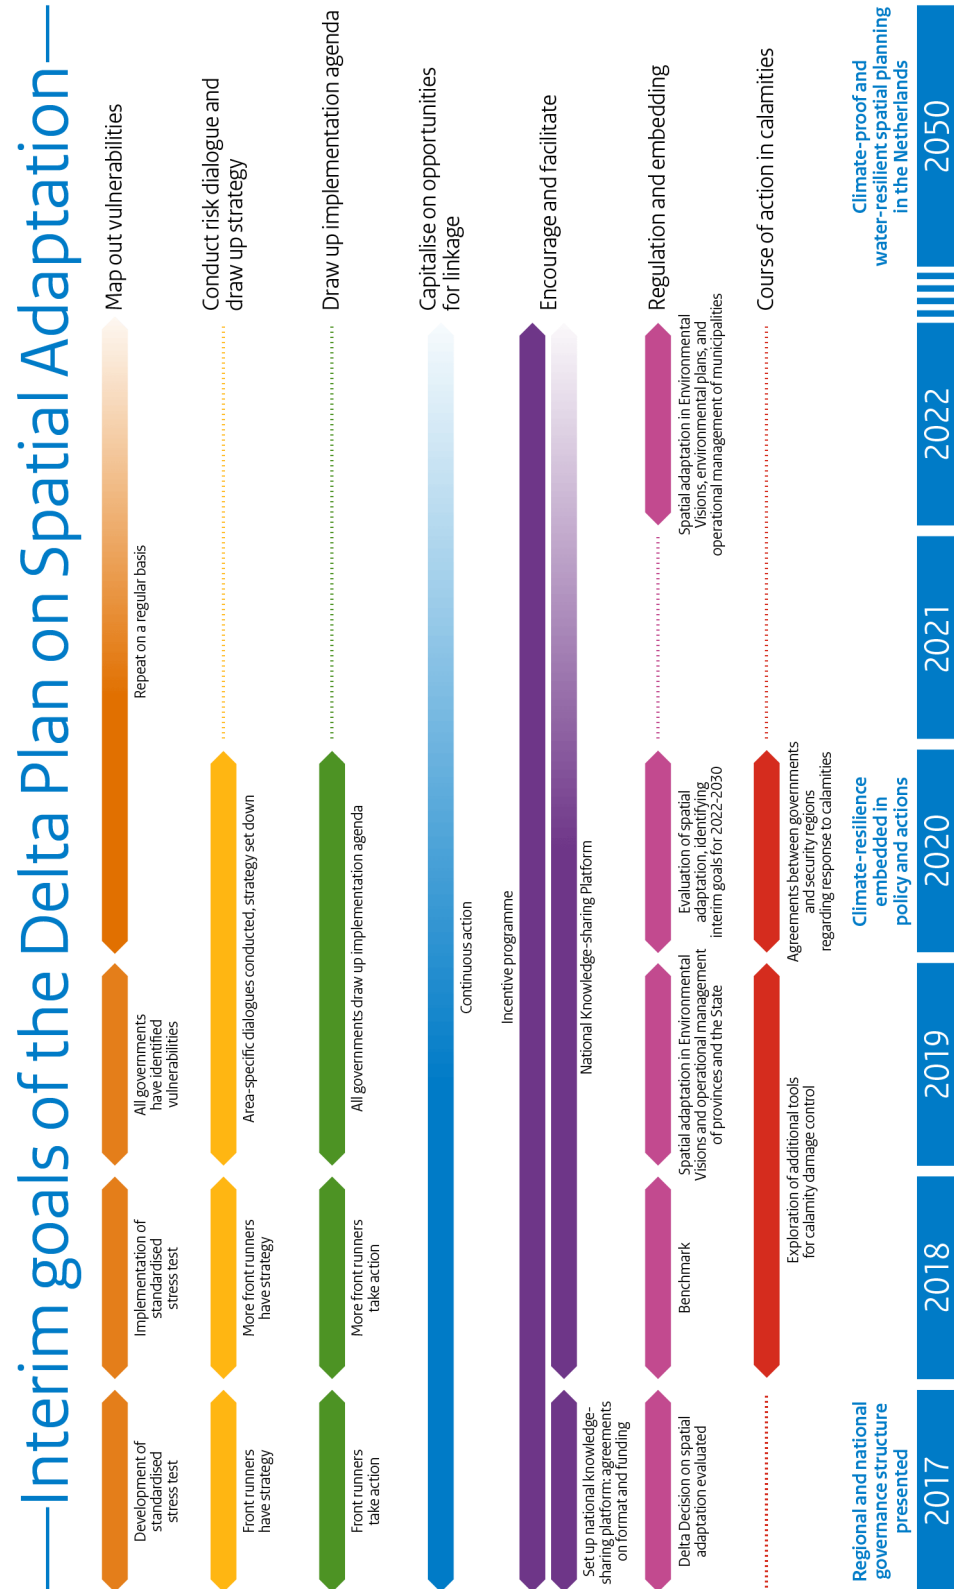 Interim goals of the Delta Plan on Spatial Adaptation
Map out vulnerabilities
Development of
standardised
stress test
Implementation of
standardised
stress test
All governments
have identified
vulnerabilities
Repeat on a regular basis
Conduct risk dialogue and
draw up strategy
Front runners
have strategy
More front runners
have strategy
Area-specific dialogues conducted, strategy set down
Draw up implementation agenda
Front runners
take action
More front runners
take action
All governments draw up implementation agenda
Capitalise on opportunities
for linkage
Continuous action
Encourage and facilitate
Incentive programme
Set up national knowledge-
sharing platform: agreements
on format and funding
National Knowledge-sharing Platform
Regulation and embedding
Delta Decision on spatial
adaptation evaluated
Benchmark
Spatial adaptation in Environmental
Visions and operational management
of provinces and the State
Evaluation of spatial
adaptation, identifying
interim goals for 2022-2030
Spatial adaptation in Environmental
Visions, environmental plans, and
operational management of municipalities
Course of action in calamities
Exploration of additional tools
for calamity damage control
Agreements between governments
and security regions
regarding response to calamities
Regional and national
governance structure
presented
Climate-resilience
embedded in
policy and actions
Climate-proof and
water-resilient spatial planning
in the Netherlands
2017
2018
2019
2020
2021
2022
2050